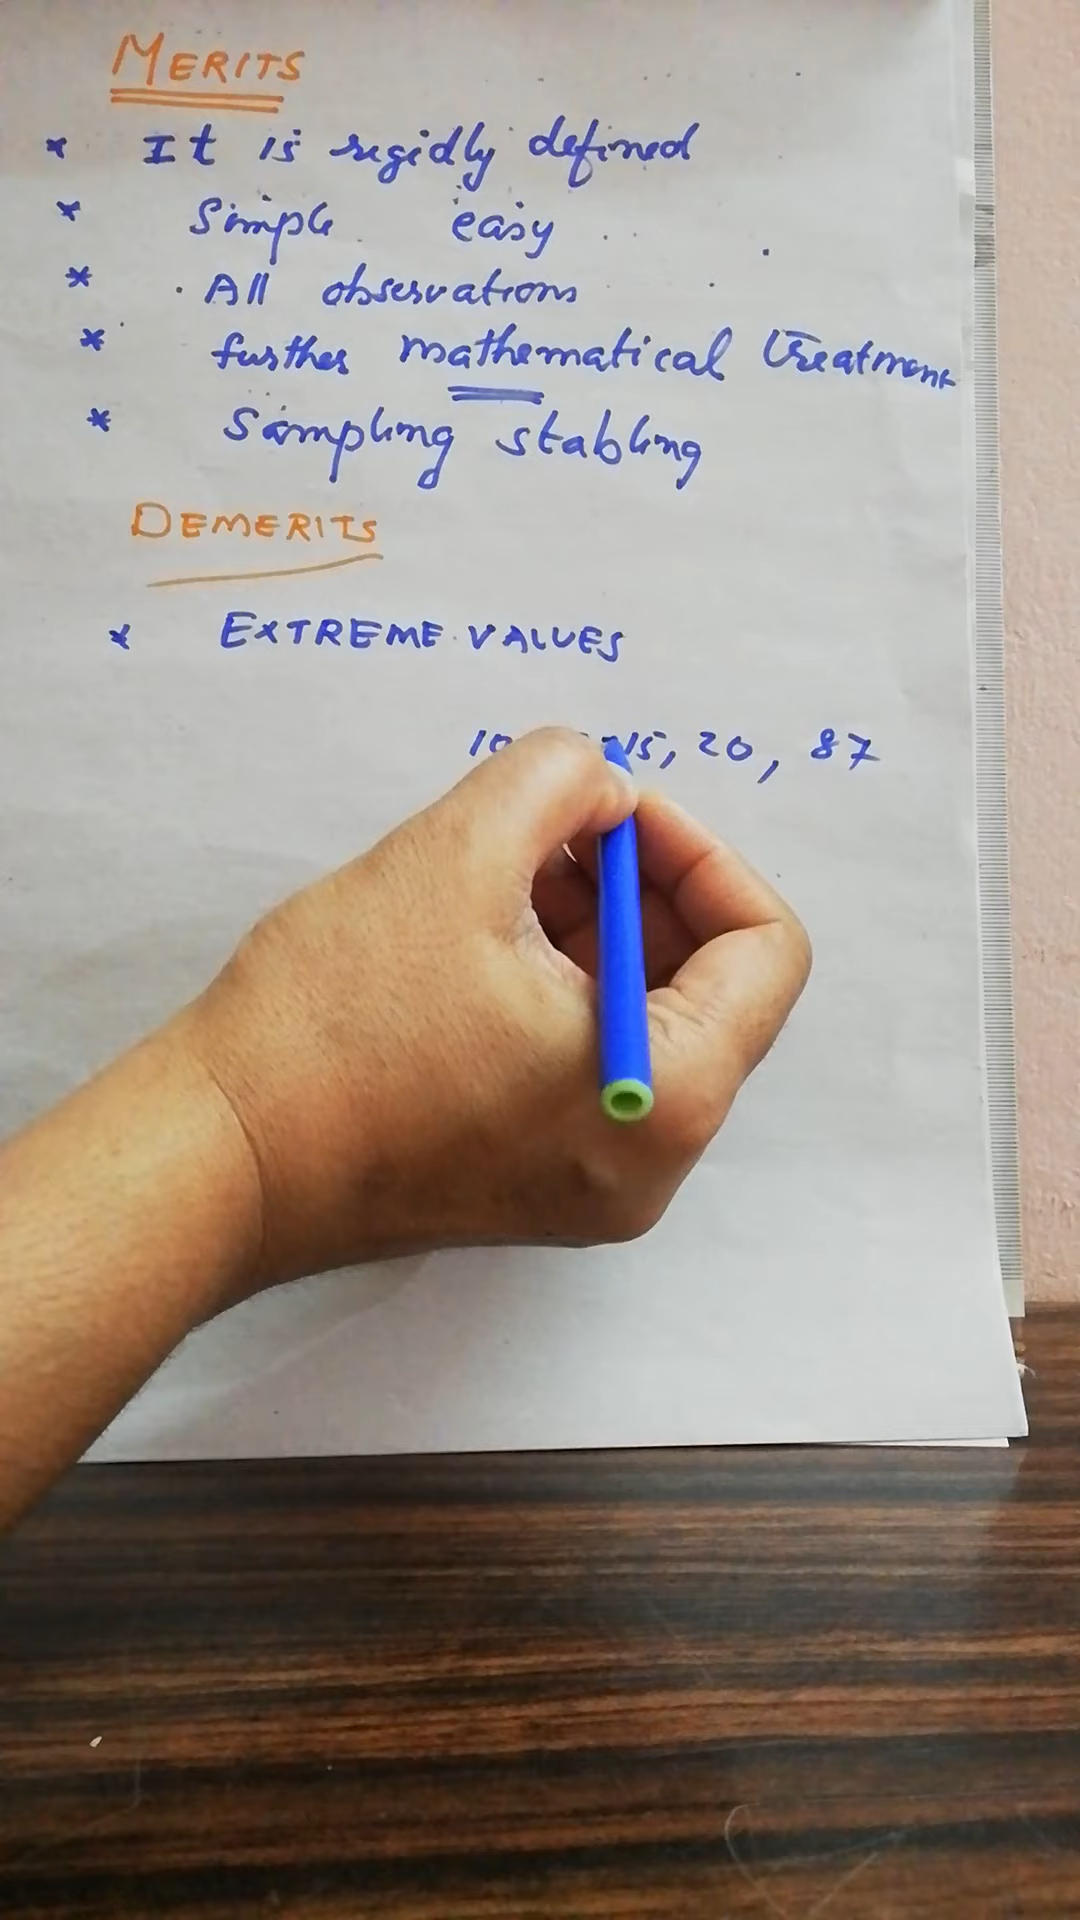 MERITS
* It is rigidly defined
* Simple easy
* All observations
* further mathematical treatment
* Sampling stabling
DEMERITS
* EXTREME VALUES
10 15, 20, 87